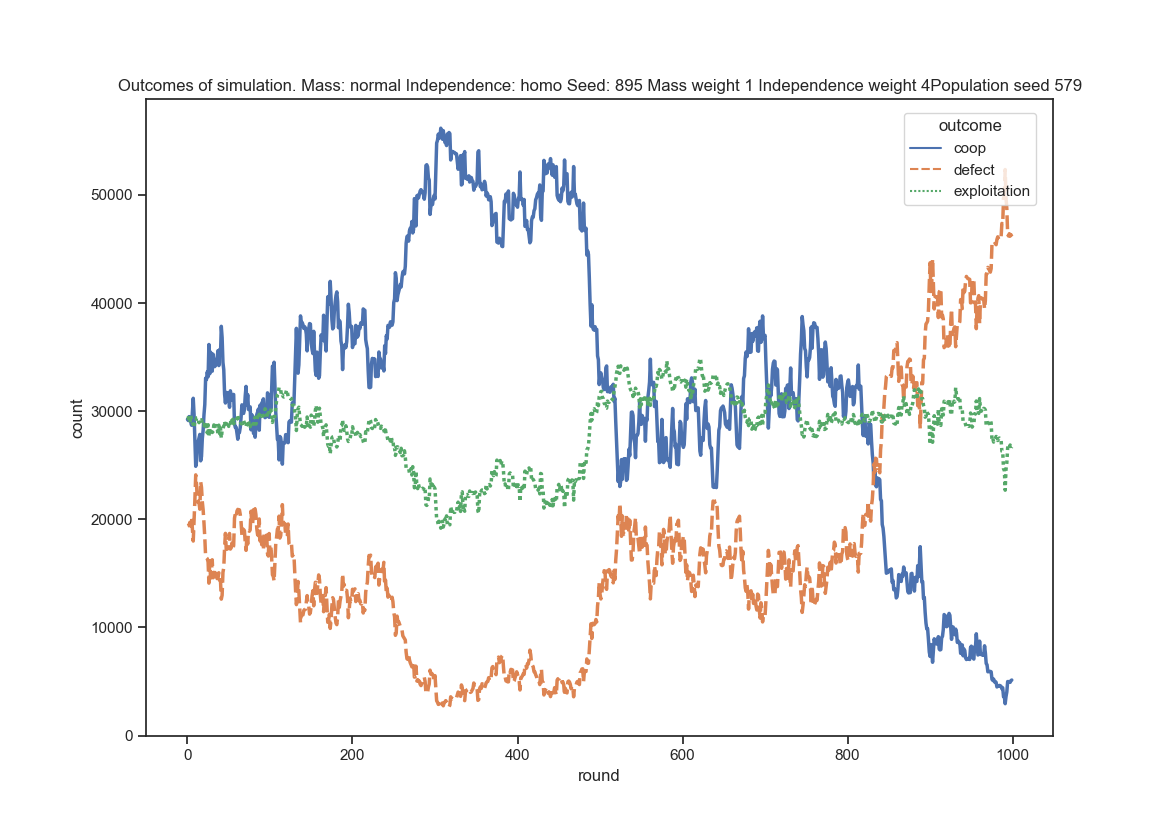 Outcomes of simulation. Mass: normal Independence: homo Seed: 895 Mass weight 1 Independence weight 4Population seed 579
outcome
coop
defect
exploitation
count
50000
40000
30000
20000
10000
0
0 200 400 600 800 1000
round